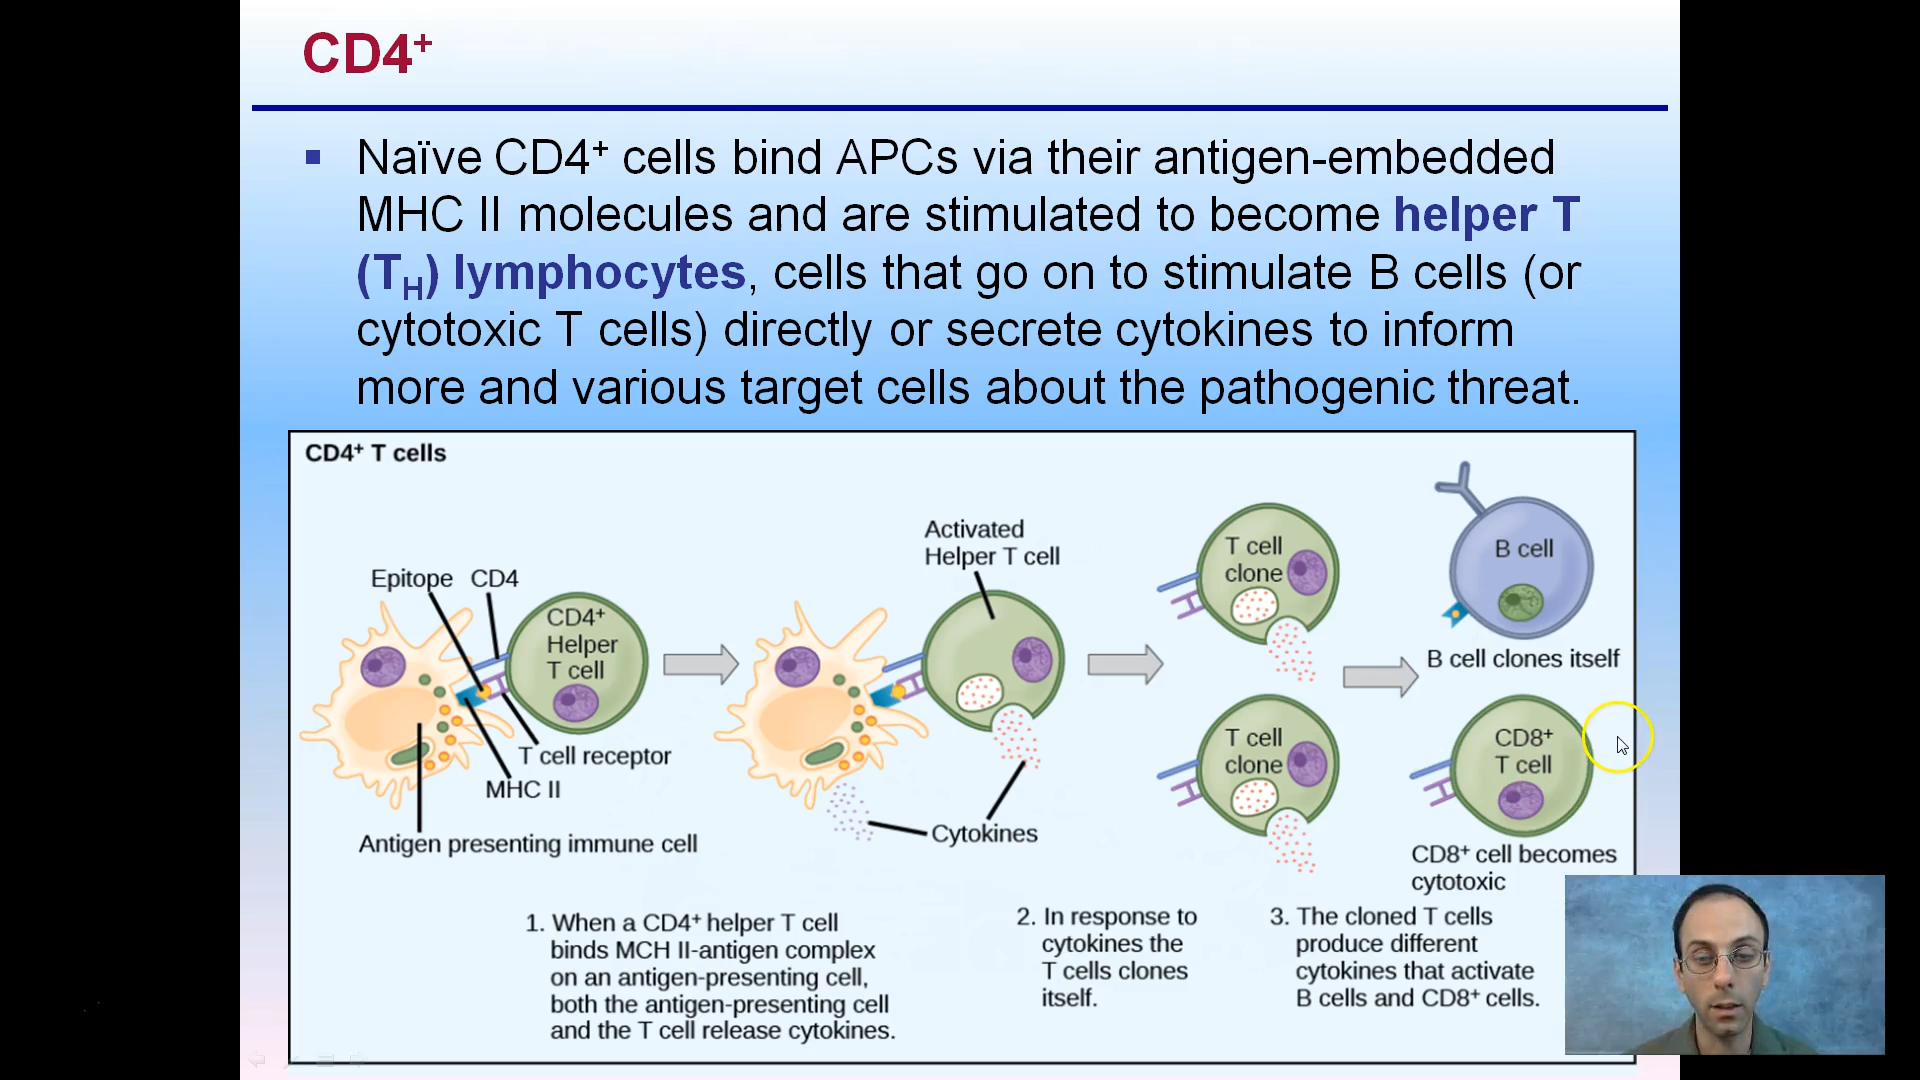 CD4⁺
▪ Naïve CD4⁺ cells bind APCs via their antigen-embedded
MHC II molecules and are stimulated to become helper T
(T_H) lymphocytes, cells that go on to stimulate B cells (or
cytotoxic T cells) directly or secrete cytokines to inform
more and various target cells about the pathogenic threat.
CD4⁺ T cells
Epitope
CD4
CD4⁺
Helper
T cell
T cell receptor
MHC II
Antigen presenting immune cell
Activated
Helper T cell
Cytokines
T cell
clone
T cell
clone
B cell
B cell clones itself
CD8⁺
T cell
CD8⁺ cell becomes
cytotoxic
1. When a CD4⁺ helper T cell
binds MCH II-antigen complex
on an antigen-presenting cell,
both the antigen-presenting cell
and the T cell release cytokines.
2. In response to
cytokines the
T cells clones
itself.
3. The cloned T cells
produce different
cytokines that activate
B cells and CD8⁺ cells.